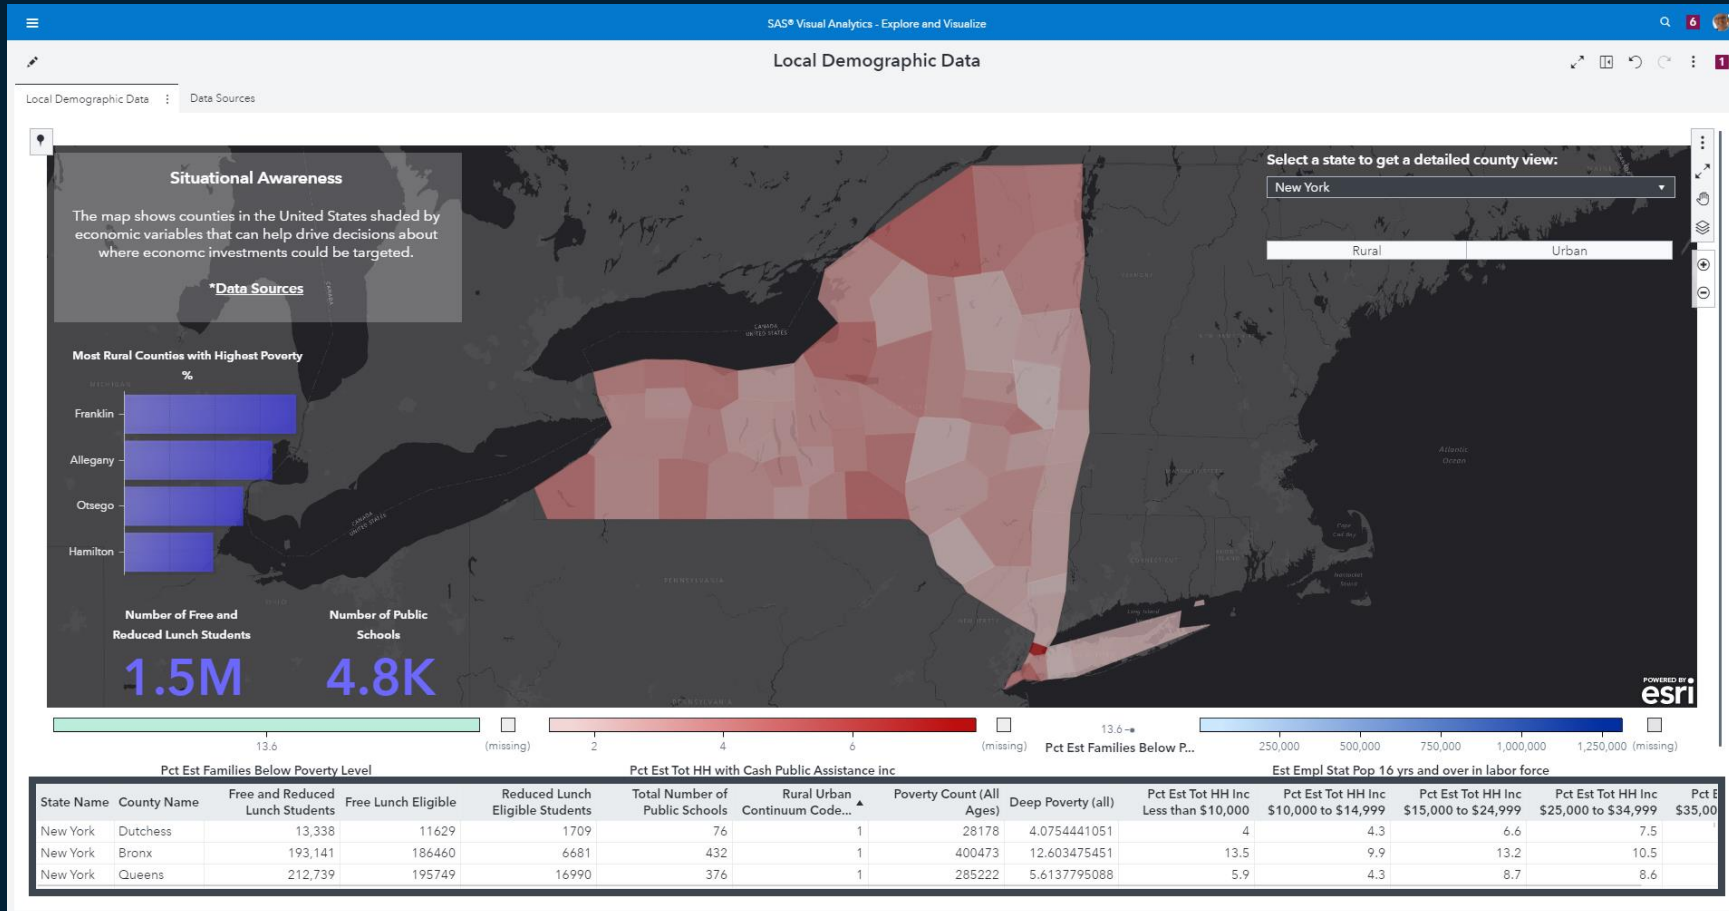 SAS® Visual Analytics - Explore and Visualize
6
Local Demographic Data
1
Local Demographic Data
Data Sources
Situational Awareness
The map shows counties in the United States shaded by
economic variables that can help drive decisions about
where economc investments could be targeted.
*Data Sources
Select a state to get a detailed county view:
New York
Rural Urban
Most Rural Counties with Highest Poverty
%
Franklin
Allegany
Otsego
Hamilton
Number of Free and
Reduced Lunch Students
1.5M
Number of Public
Schools
4.8K
CANADA
UNITED STATES
PENNSYLVANIA
Atlantic
Ocean
POWERED BY
esri
13.6 (missing)
Pct Est Families Below Poverty Level
2 4 6 (missing)
Pct Est Tot HH with Cash Public Assistance inc
13.6
Pct Est Families Below P...
250,000 500,000 750,000 1,000,000 1,250,000 (missing)
Est Empl Stat Pop 16 yrs and over in labor force
State Name County Name Free and Reduced Lunch Students Free Lunch Eligible Reduced Lunch Eligible Students Total Number of Public Schools Rural Urban Continuum Code... Poverty Count (All Ages) Deep Poverty (all) Pct Est Tot HH Inc Less than $10,000 Pct Est Tot HH Inc $10,000 to $14,999 Pct Est Tot HH Inc $15,000 to $24,999 Pct Est Tot HH Inc $25,000 to $34,999 Pct E $35,00
New York Dutchess 13,338 11629 1709 76 1 28178 4.0754441051 4 4.3 6.6 7.5
New York Bronx 193,141 186460 6681 432 1 400473 12.603475451 13.5 9.9 13.2 10.5
New York Queens 212,739 195749 16990 376 1 285222 5.6137795088 5.9 4.3 8.7 8.6